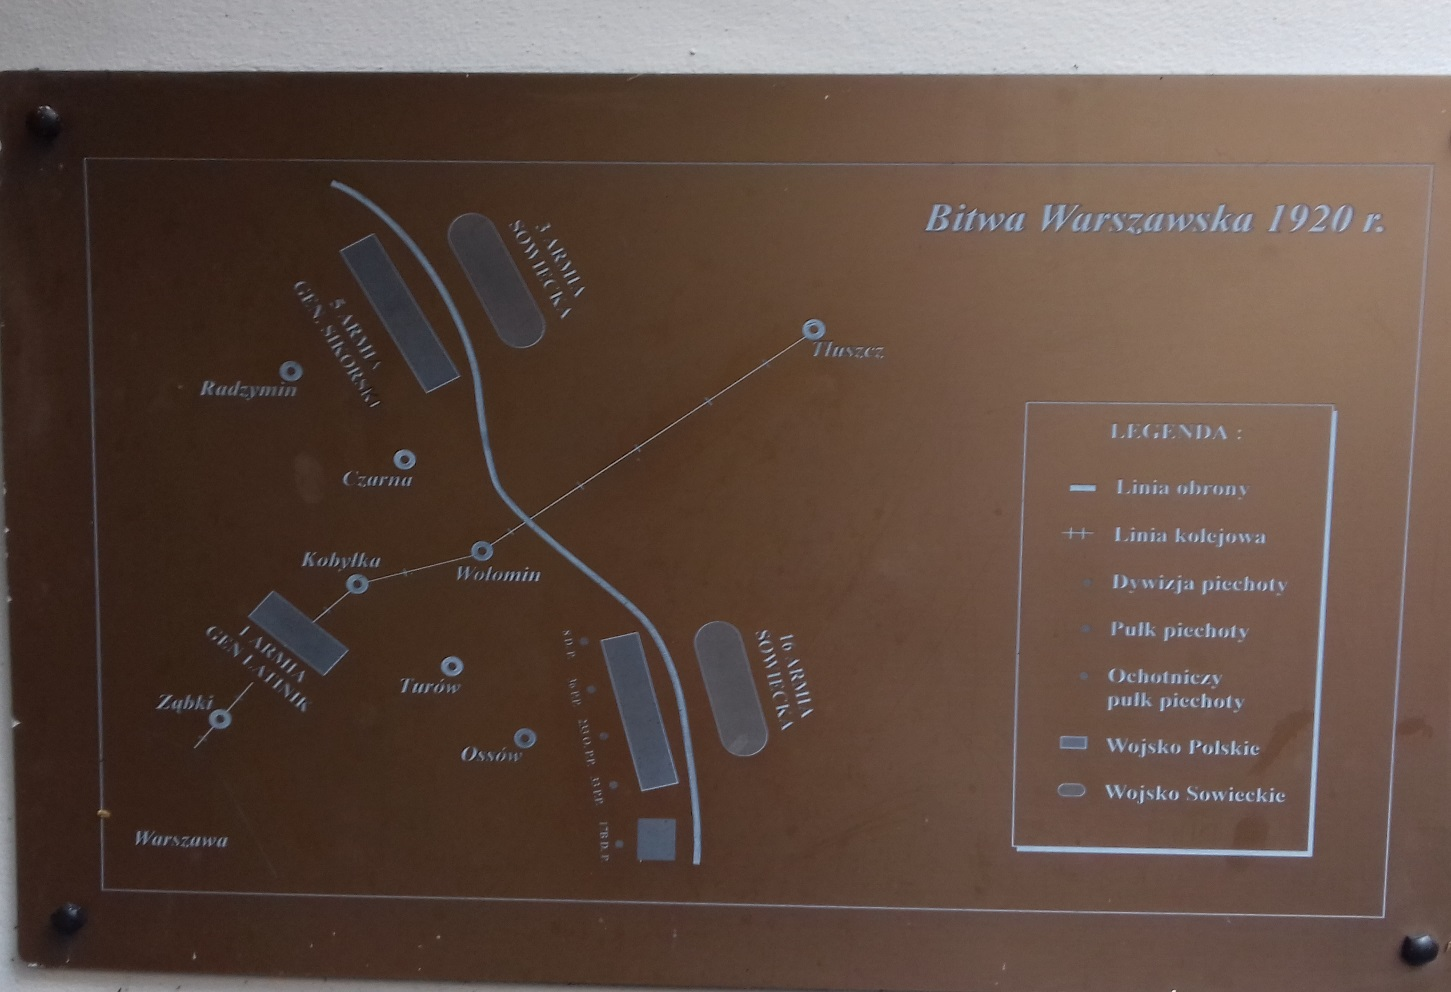 Bitwa Warszawska 1920 r.
3 ARMIA
SOWIECKA
5 ARMIA
GEN. SIKORSKI
Tłuszcz
Radzymin
Czarna
Kobyłka
Wołomin
1 ARMIA
GEN LATINIK
Ząbki
Turów
Ossów
Warszawa
8 D.P.
16 ARMIA
SOWIECKA
LEGENDA :
Linia obrony
Linia kolejowa
Dywizja piechoty
Pułk piechoty
Ochotniczy
pułk piechoty
Wojsko Polskie
Wojsko Sowieckie